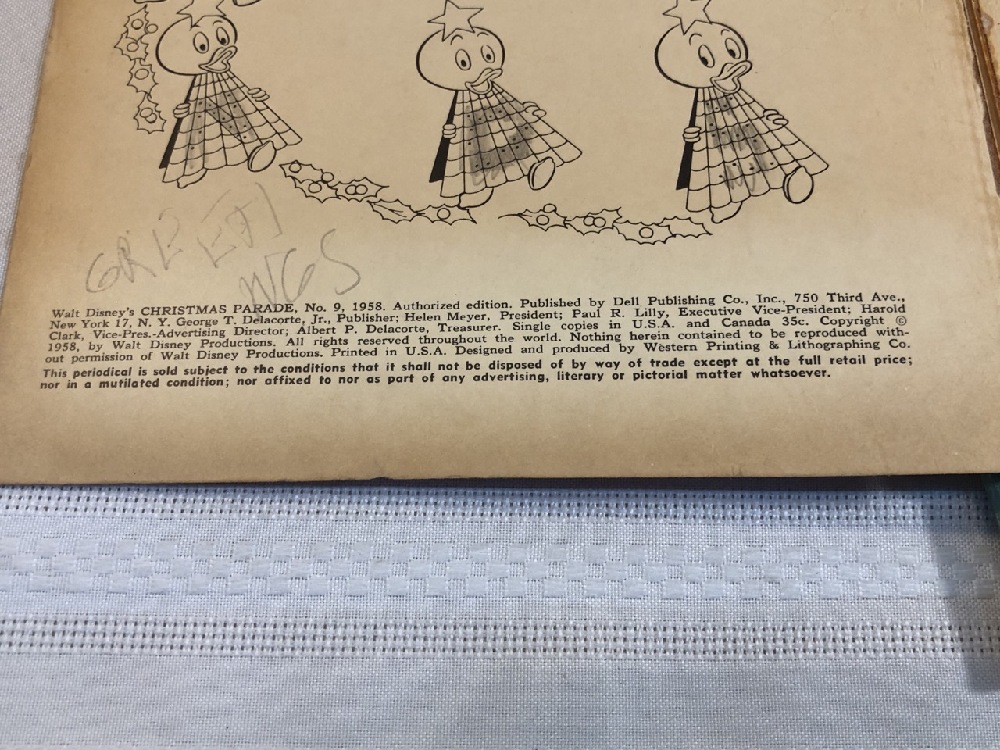 GREETINGS
Walt Disney's CHRISTMAS PARADE, No. 9, 1958. Authorized edition. Published by Dell Publishing Co., Inc., 750 Third Ave.,
New York 17, N. Y. George T. Delacorte, Jr., Publisher; Helen Meyer, President; Paul R. Lilly, Executive Vice-President; Harold
Clark, Vice-Pres.-Advertising Director; Albert P. Delacorte, Treasurer. Single copies in U.S.A. and Canada 35c. Copyright ©
1958, by Walt Disney Productions. All rights reserved throughout the world. Nothing herein contained to be reproduced with-
out permission of Walt Disney Productions. Printed in U.S.A. Designed and produced by Western Printing & Lithographing Co.
This periodical is sold subject to the conditions that it shall not be disposed of by way of trade except at the full retail price;
nor in a mutilated condition; nor affixed to nor as part of any advertising, literary or pictorial matter whatsoever.